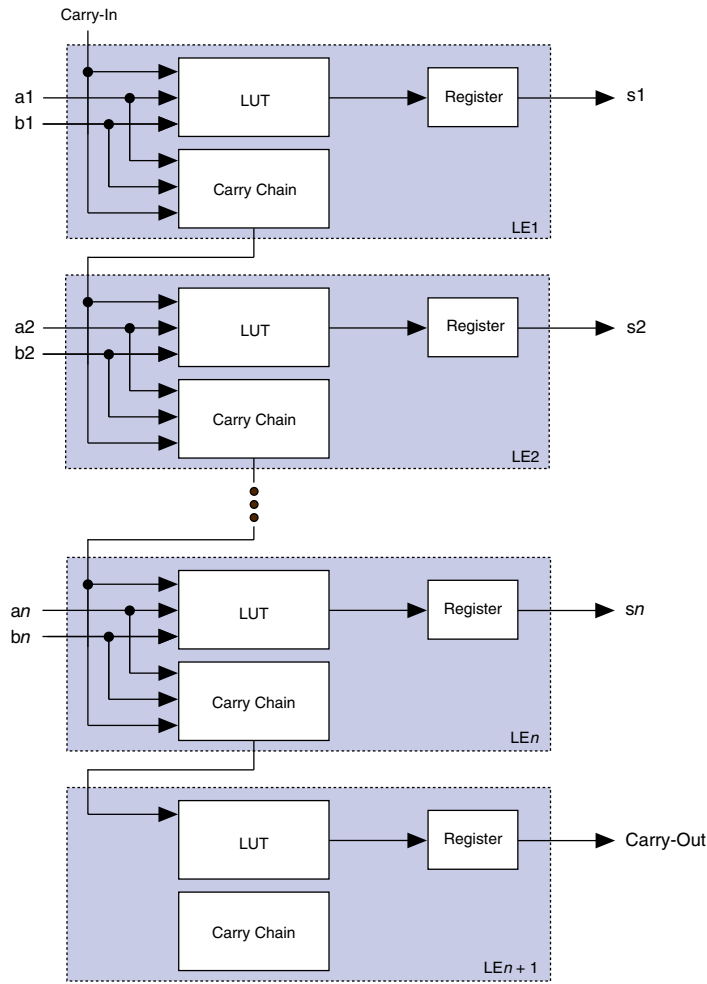 Carry-In
a1
b1
LUT
Register
s1
Carry Chain
LE1
a2
b2
LUT
Register
s2
Carry Chain
LE2
an
bn
LUT
Register
sn
Carry Chain
LEn
LUT
Register
Carry-Out
Carry Chain
LEn + 1